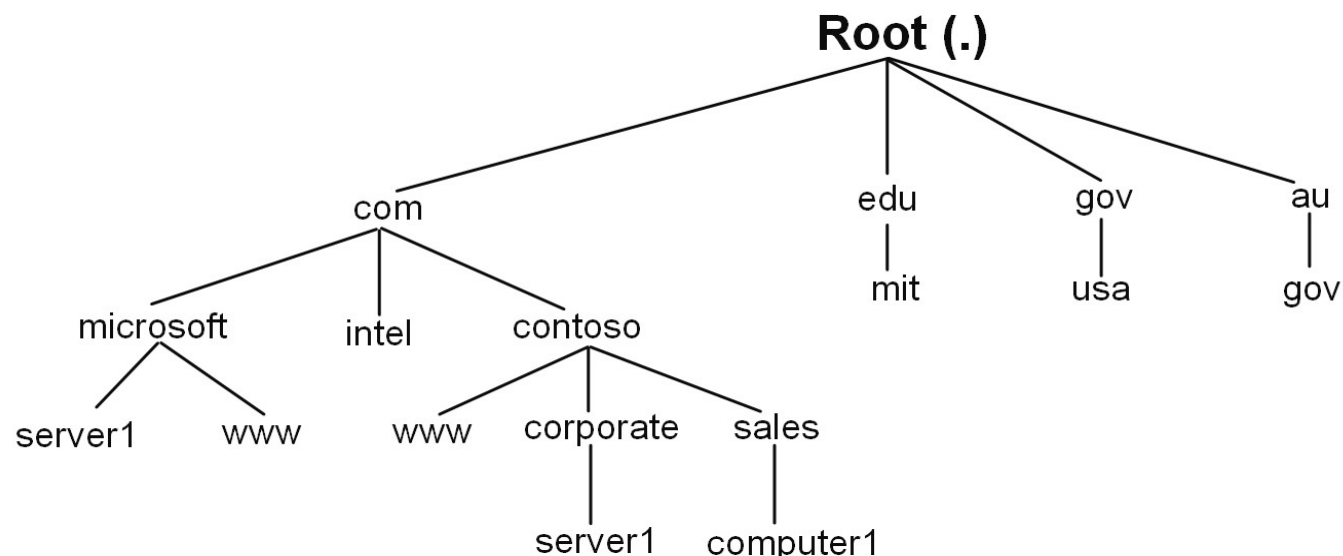 Root (.)
com
edu
gov
au
microsoft
intel
contoso
mit
usa
gov
server1
www
www
corporate
sales
server1
computer1